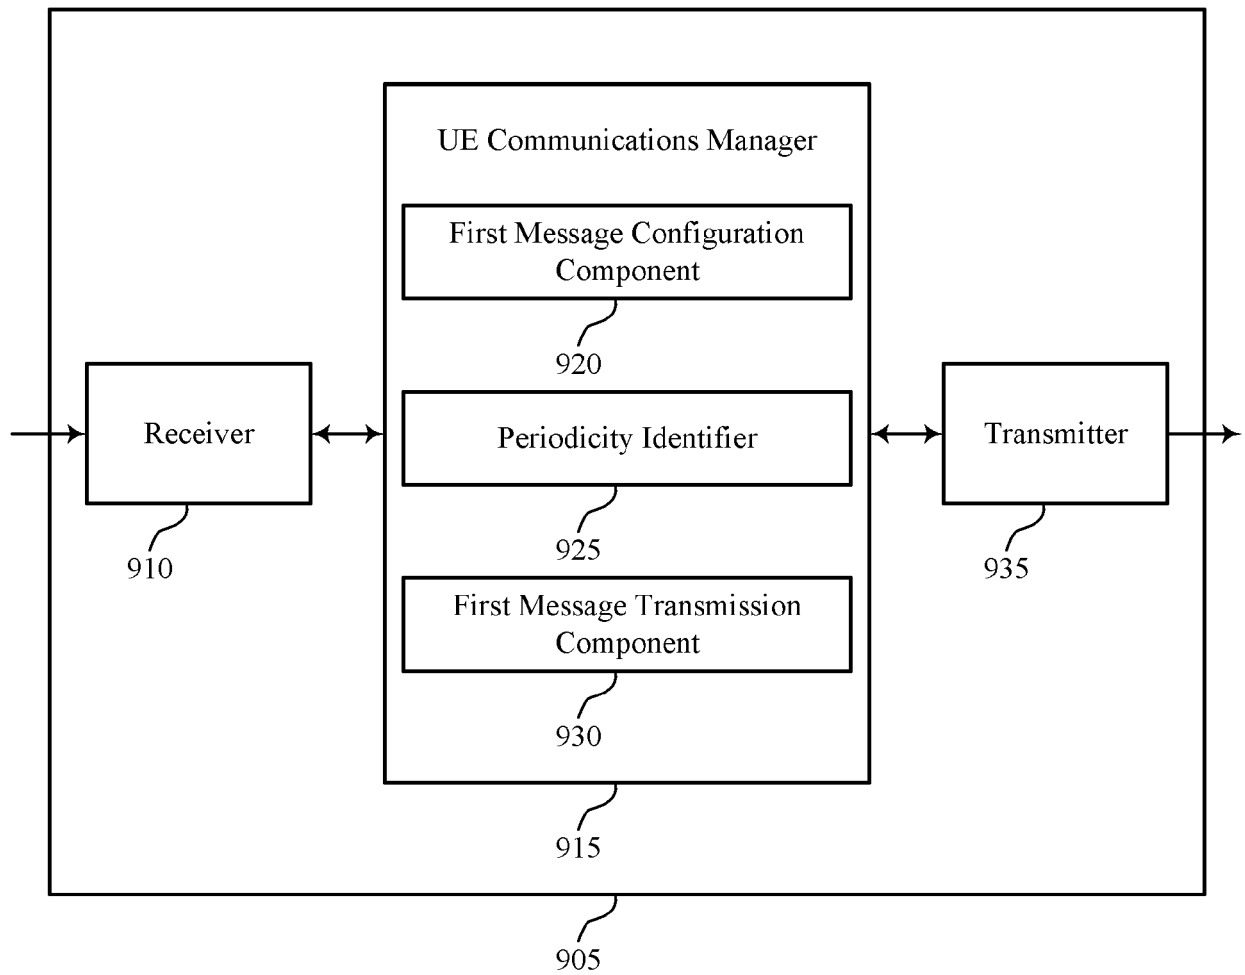 UE Communications Manager
First Message Configuration
Component
920
Receiver
910
Periodicity Identifier
925
Transmitter
935
First Message Transmission
Component
930
915
905